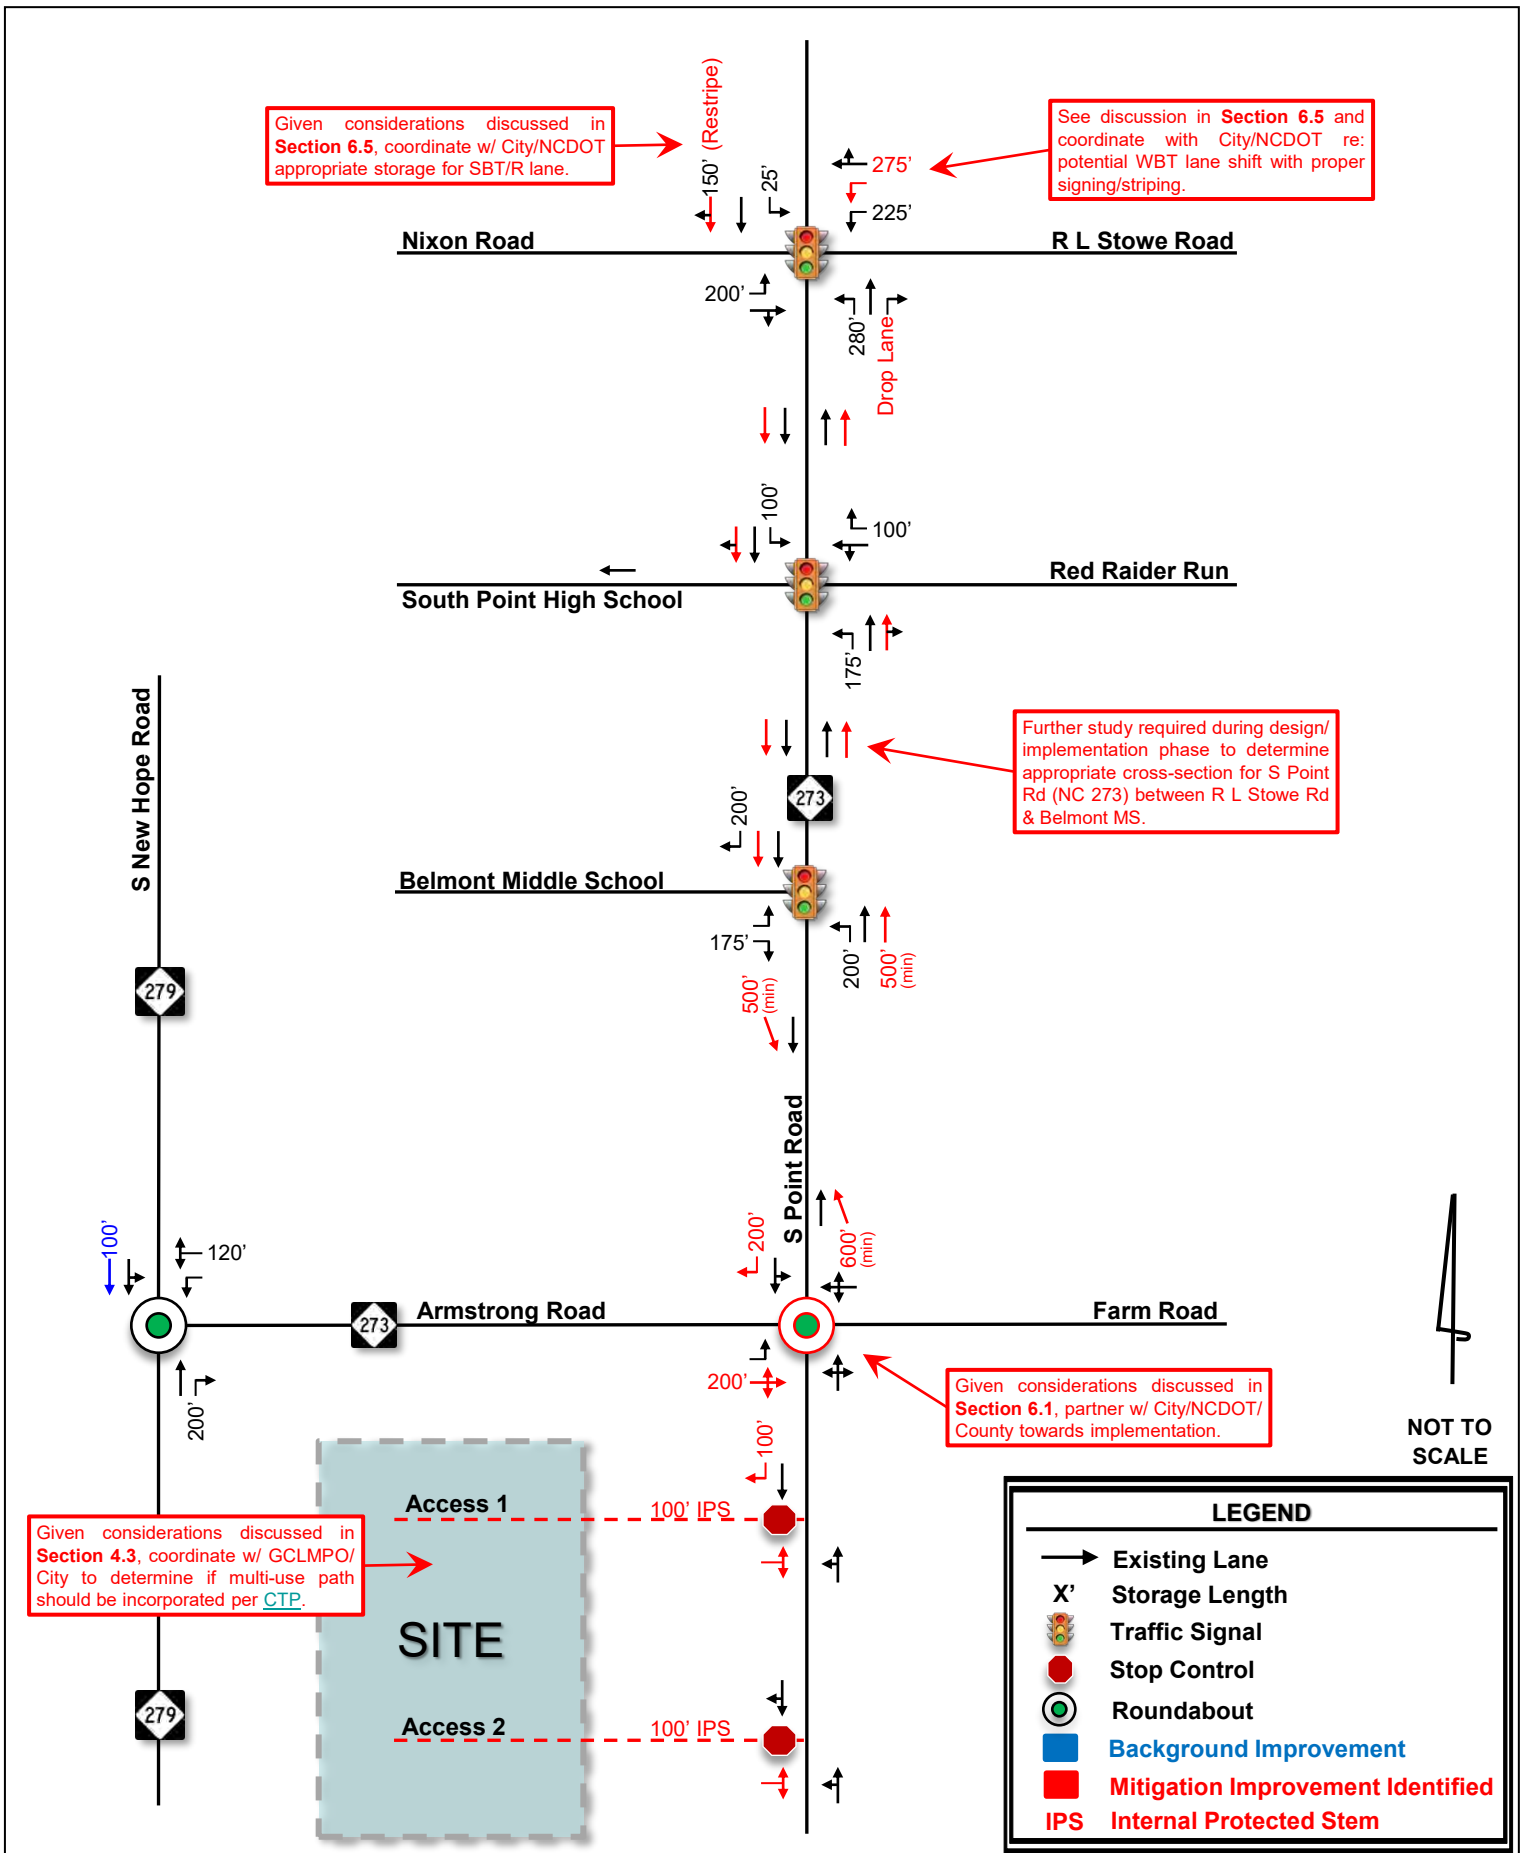 Given considerations discussed in
Section 6.5, coordinate w/ City/NCDOT
appropriate storage for SBT/R lane.
150’ (Restripe)
25’
275’
225’
See discussion in Section 6.5 and
coordinate with City/NCDOT re:
potential WBT lane shift with proper
signing/striping.
Nixon Road
R L Stowe Road
200’
280’
Drop Lane
100’
100’
Red Raider Run
South Point High School
175’
S New Hope Road
Further study required during design/
implementation phase to determine
appropriate cross-section for S Point
Rd (NC 273) between R L Stowe Rd
& Belmont MS.
273
200’
Belmont Middle School
175’
200’
500’
(min)
500’
(min)
279
S Point Road
100’
120’
200’
600’
(min)
Armstrong Road
273
Farm Road
200’
200’
Given considerations discussed in
Section 6.1, partner w/ City/NCDOT/
County towards implementation.
NOT TO
SCALE
100’
Access 1
100’ IPS
Given considerations discussed in
Section 4.3, coordinate w/ GCLMPO/
City to determine if multi-use path
should be incorporated per CTP.
SITE
279
Access 2
100’ IPS
LEGEND
Existing Lane
X’ Storage Length
Traffic Signal
Stop Control
Roundabout
Background Improvement
Mitigation Improvement Identified
IPS Internal Protected Stem